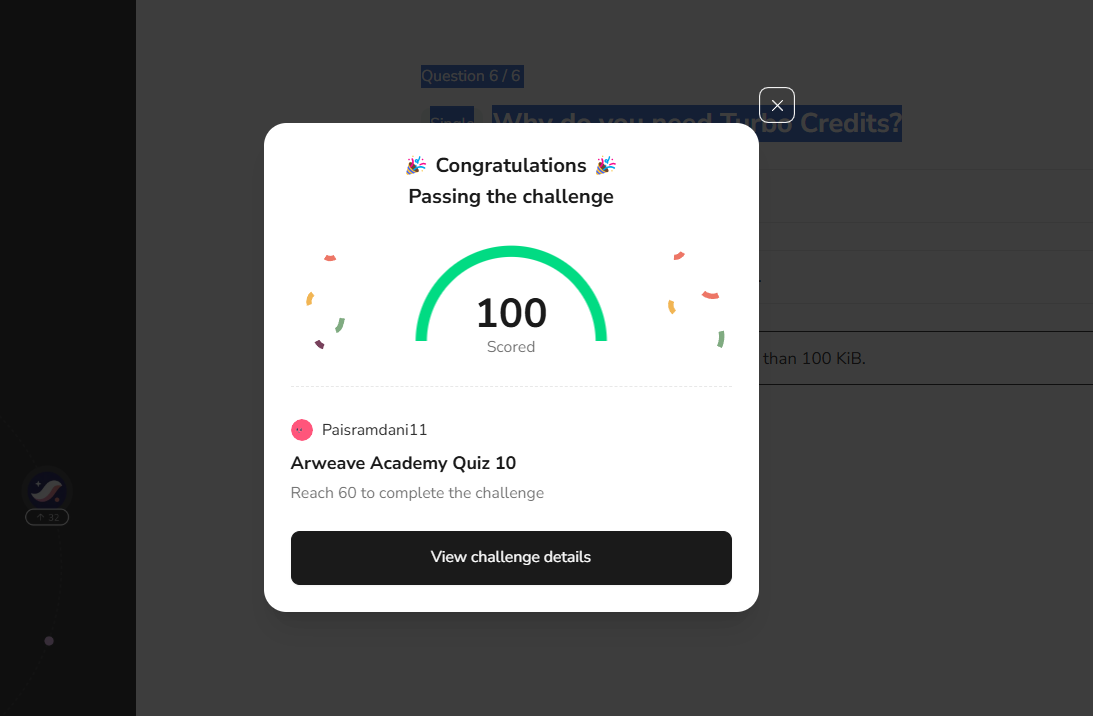 Question 6 / 6
Single
Why do you need Turbo Credits?
Congratulations
Passing the challenge
100
Scored
than 100 KiB.
Paisramdani11
Arweave Academy Quiz 10
Reach 60 to complete the challenge
32
View challenge details